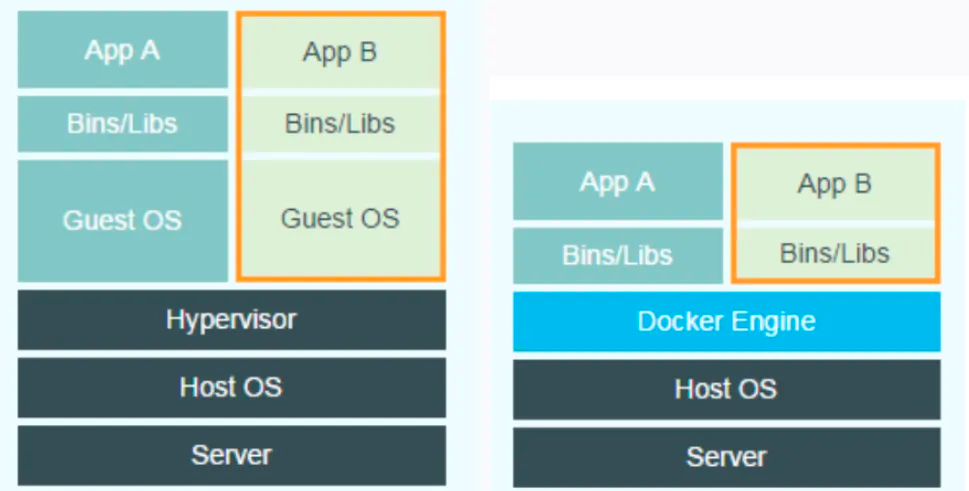 App A
App B
Bins/Libs
Bins/Libs
Guest OS
Guest OS
Hypervisor
Host OS
Server
App A
App B
Bins/Libs
Bins/Libs
Docker Engine
Host OS
Server